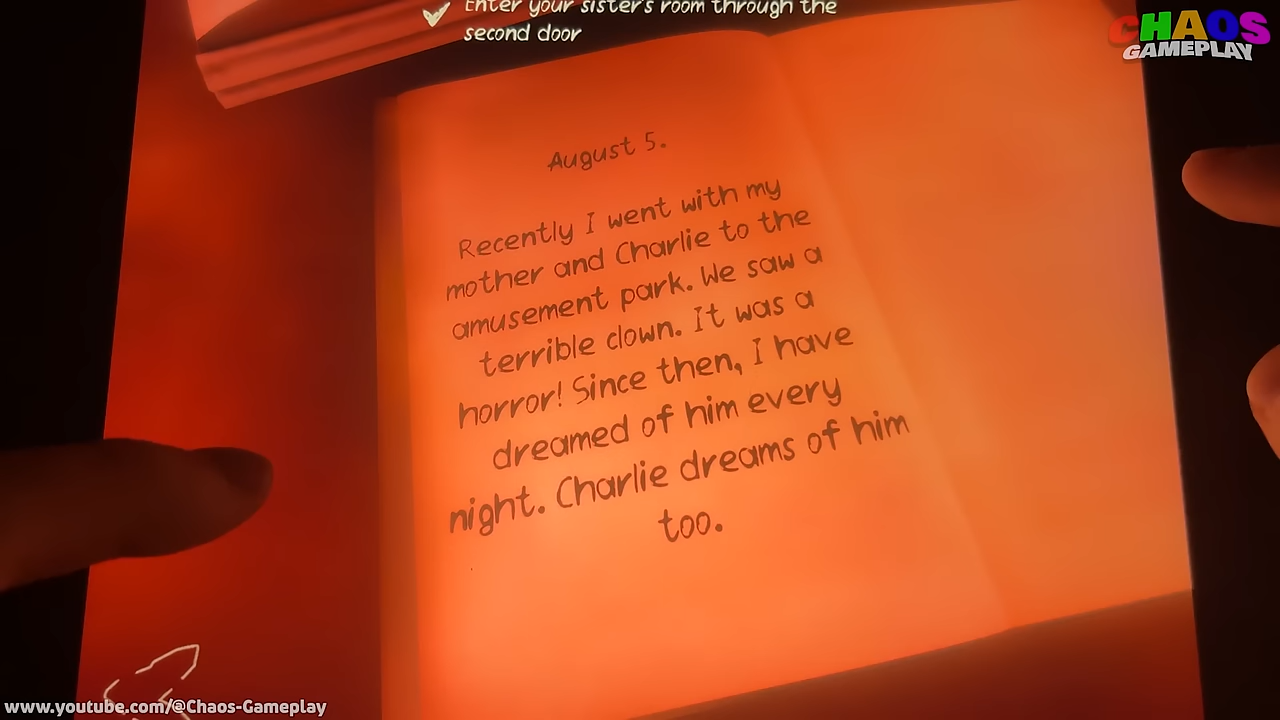 Enter your sister's room through the
second door
CHAOS
GAMEPLAY
August 5.
Recently I went with my
mother and Charlie to the
amusement park. We saw a
terrible clown. It was a
horror! Since then, I have
dreamed of him every
night. Charlie dreams of him
too.
www.youtube.com/@Chaos-Gameplay